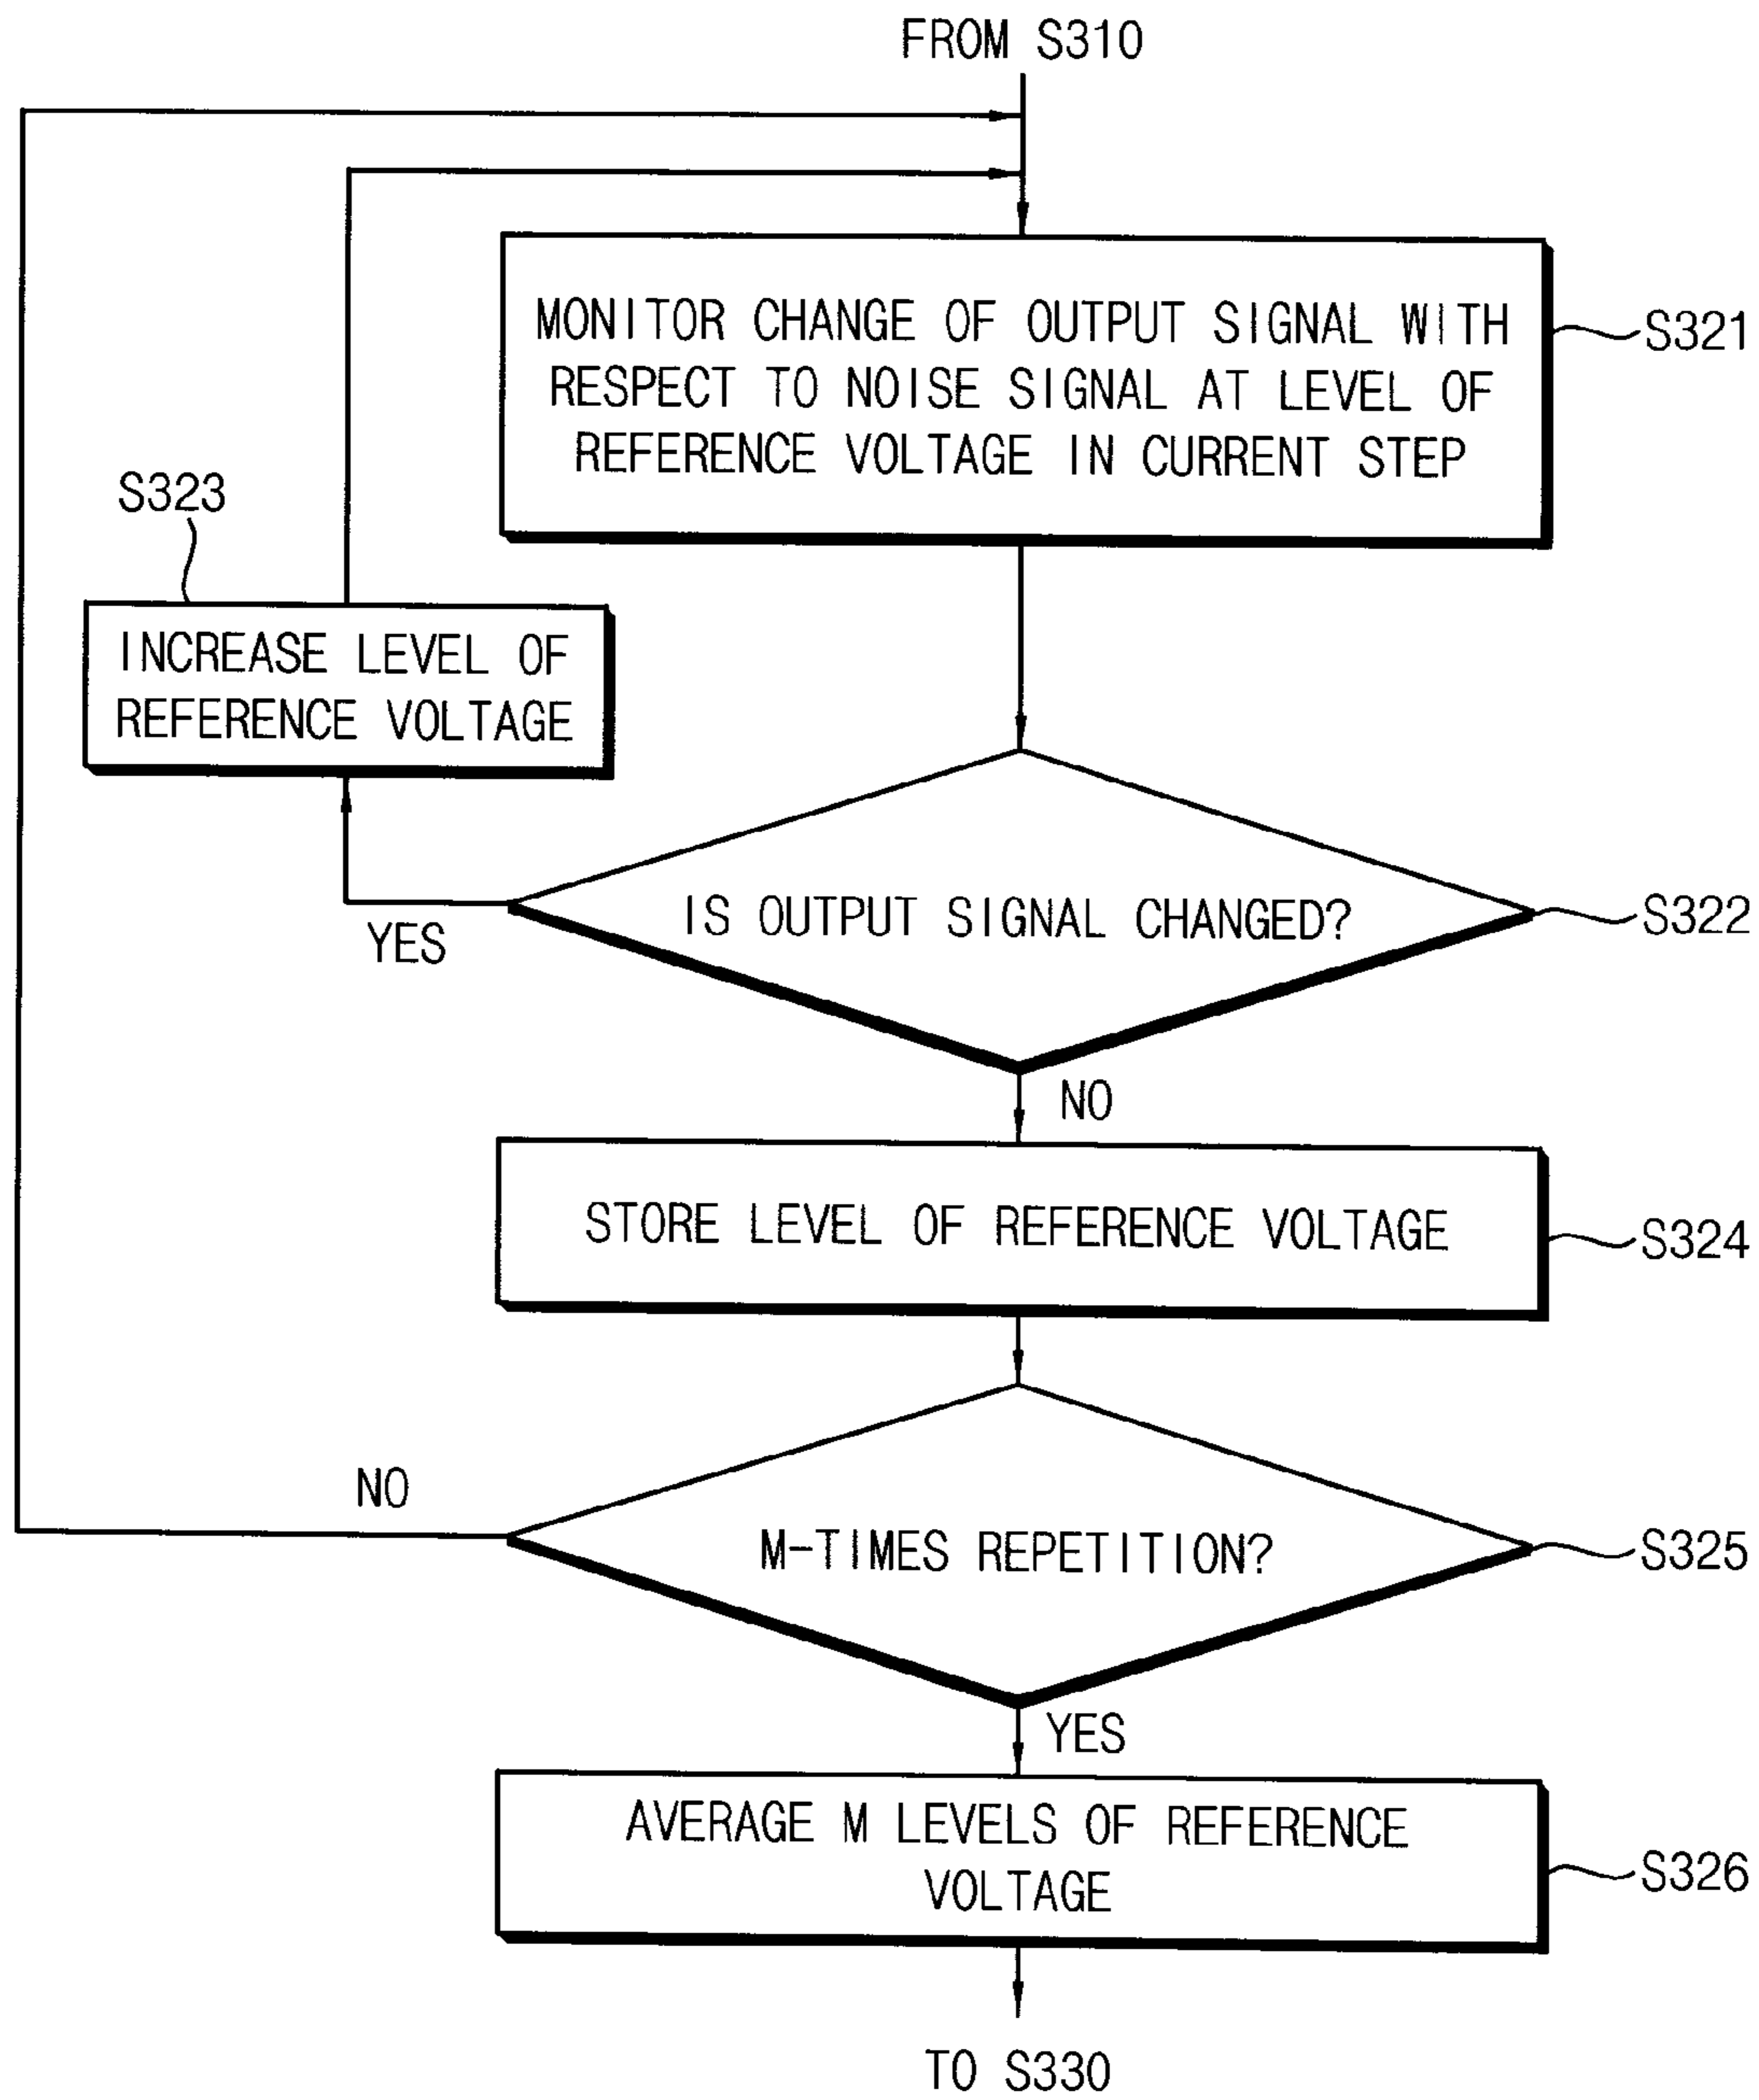 FROM S310
MONITOR CHANGE OF OUTPUT SIGNAL WITH
RESPECT TO NOISE SIGNAL AT LEVEL OF
REFERENCE VOLTAGE IN CURRENT STEP
S321
S323
INCREASE LEVEL OF
REFERENCE VOLTAGE
IS OUTPUT SIGNAL CHANGED?
S322
YES
NO
STORE LEVEL OF REFERENCE VOLTAGE
S324
NO
M-TIMES REPETITION?
S325
YES
AVERAGE M LEVELS OF REFERENCE
VOLTAGE
S326
TO S330